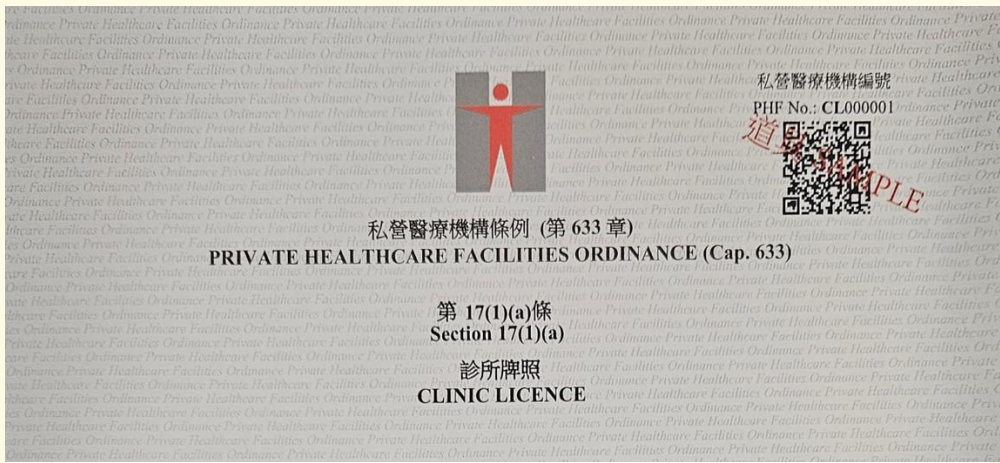 私營醫療機構編號
PHF No.: CL000001
道具 SAMPLE
私營醫療機構條例 (第 633 章)
PRIVATE HEALTHCARE FACILITIES ORDINANCE (Cap. 633)
第 17(1)(a)條
Section 17(1)(a)
診所牌照
CLINIC LICENCE